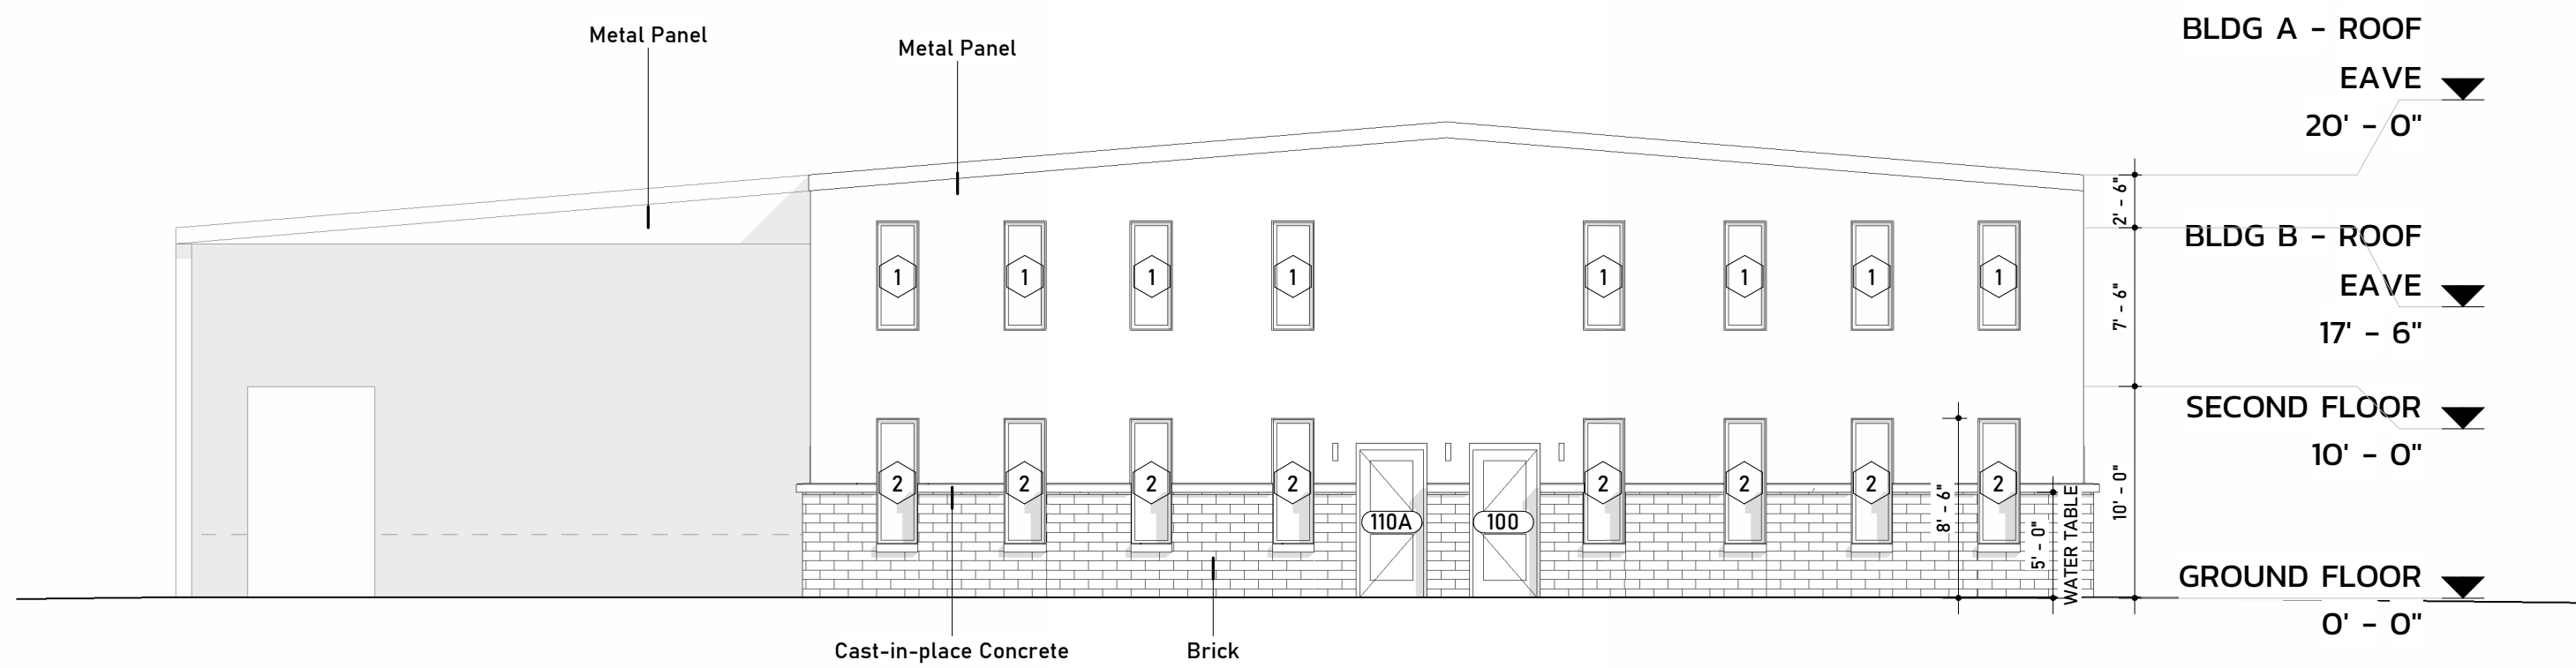 Metal Panel
Metal Panel
BLDG A - ROOF
EAVE
20' - 0"
2' - 6"
BLDG B - ROOF
EAVE
17' - 6"
7' - 6"
1
1
1
1
1
1
1
1
SECOND FLOOR
10' - 0"
10' - 0"
2
2
2
2
2
2
2
2
110A
100
8' - 6"
5' - 0"
WATER TABLE
GROUND FLOOR
0' - 0"
Cast-in-place Concrete
Brick